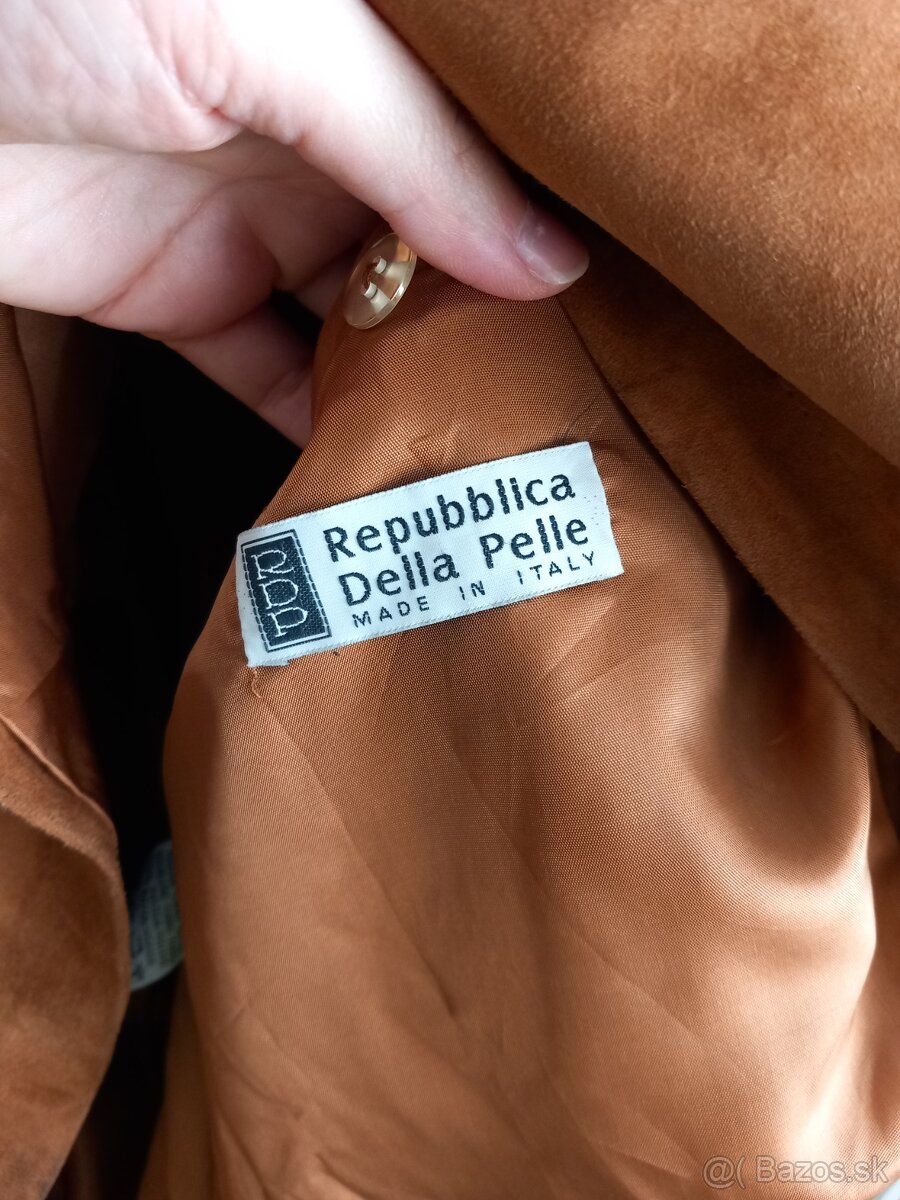 RDP
Repubblica
Della Pelle
MADE IN ITALY
@( Bazos.sk